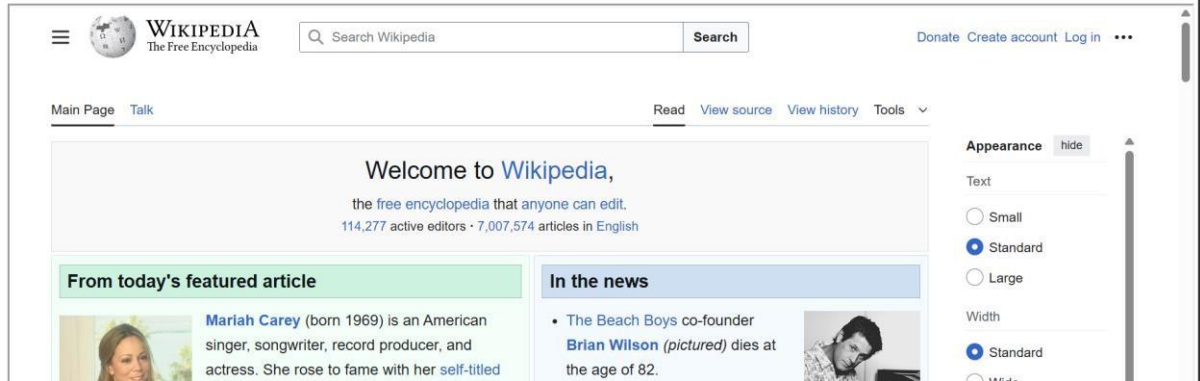 WIKIPEDIA
The Free Encyclopedia
Search Wikipedia
Search
Donate Create account Log in
Main Page Talk
Read View source View history Tools
Welcome to Wikipedia,
the free encyclopedia that anyone can edit.
114,277 active editors · 7,007,574 articles in English
From today's featured article
Mariah Carey (born 1969) is an American
singer, songwriter, record producer, and
actress. She rose to fame with her self-titled
In the news
• The Beach Boys co-founder
Brian Wilson (pictured) dies at
the age of 82.
Appearance hide
Text
Small
Standard
Large
Width
Standard
Wide